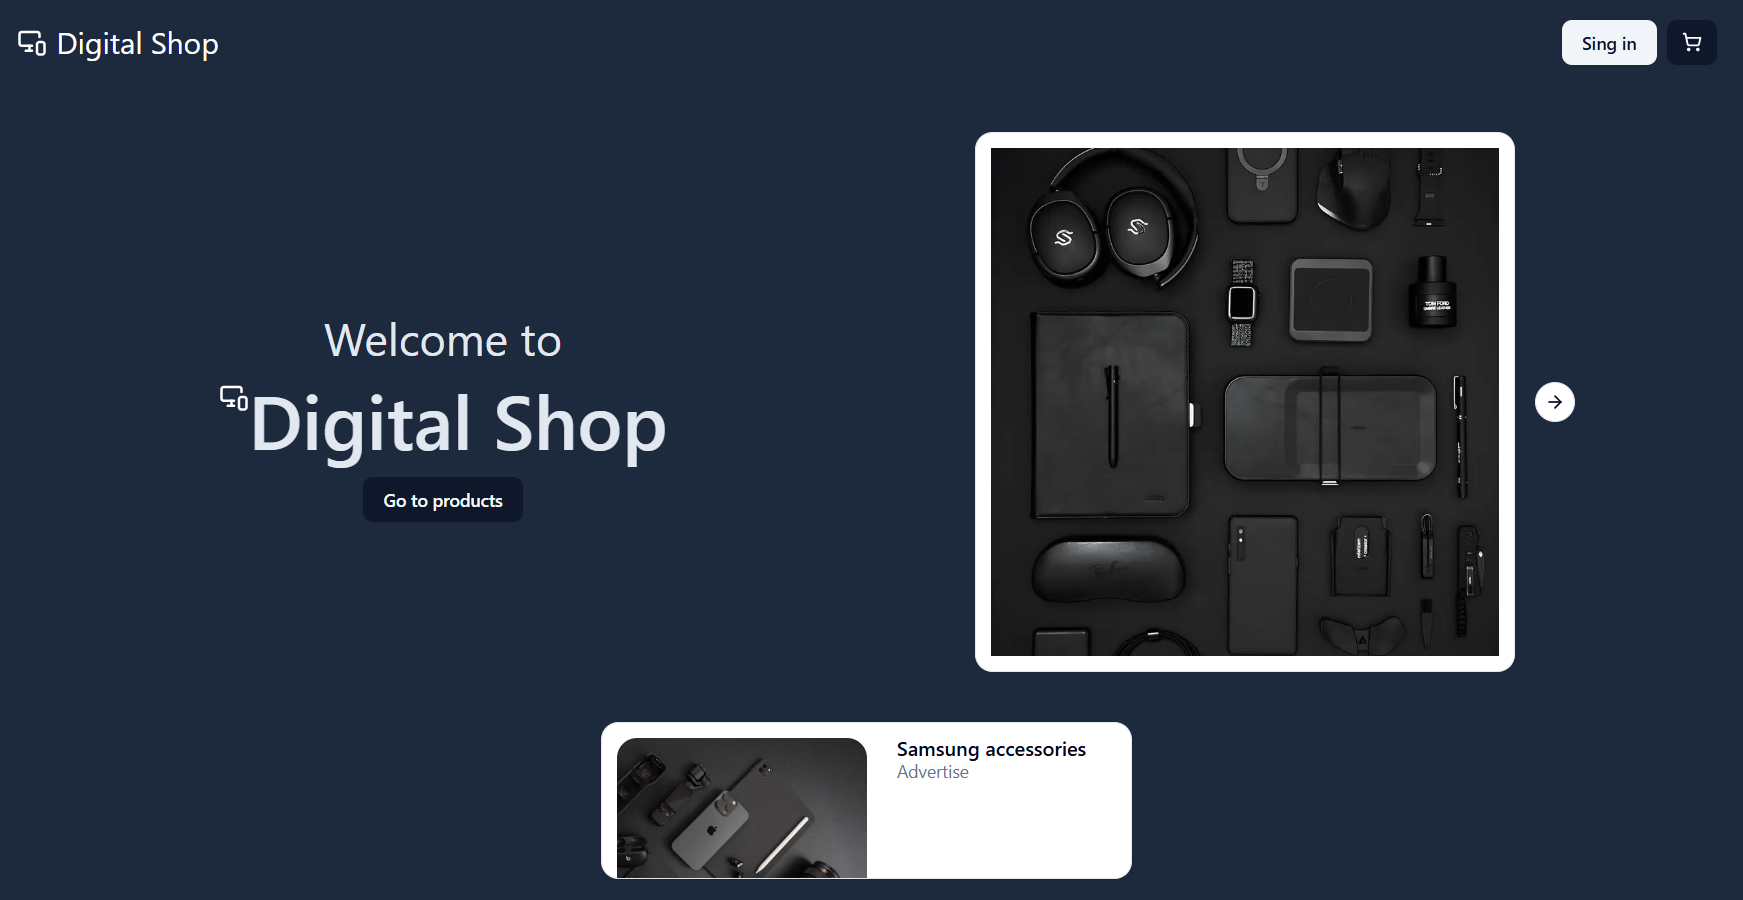 Digital Shop
Sing in
Welcome to
Digital Shop
Go to products
TOM FORD
Samsung accessories
Advertise